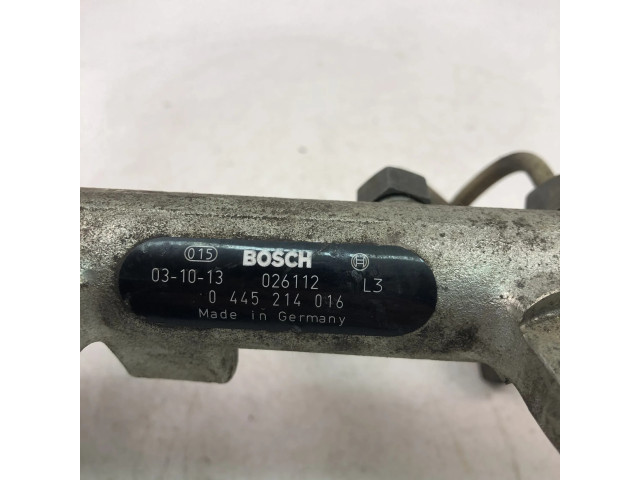 015 BOSCH
03-10-13 026112 L3
0 445 214 016
Made in Germany